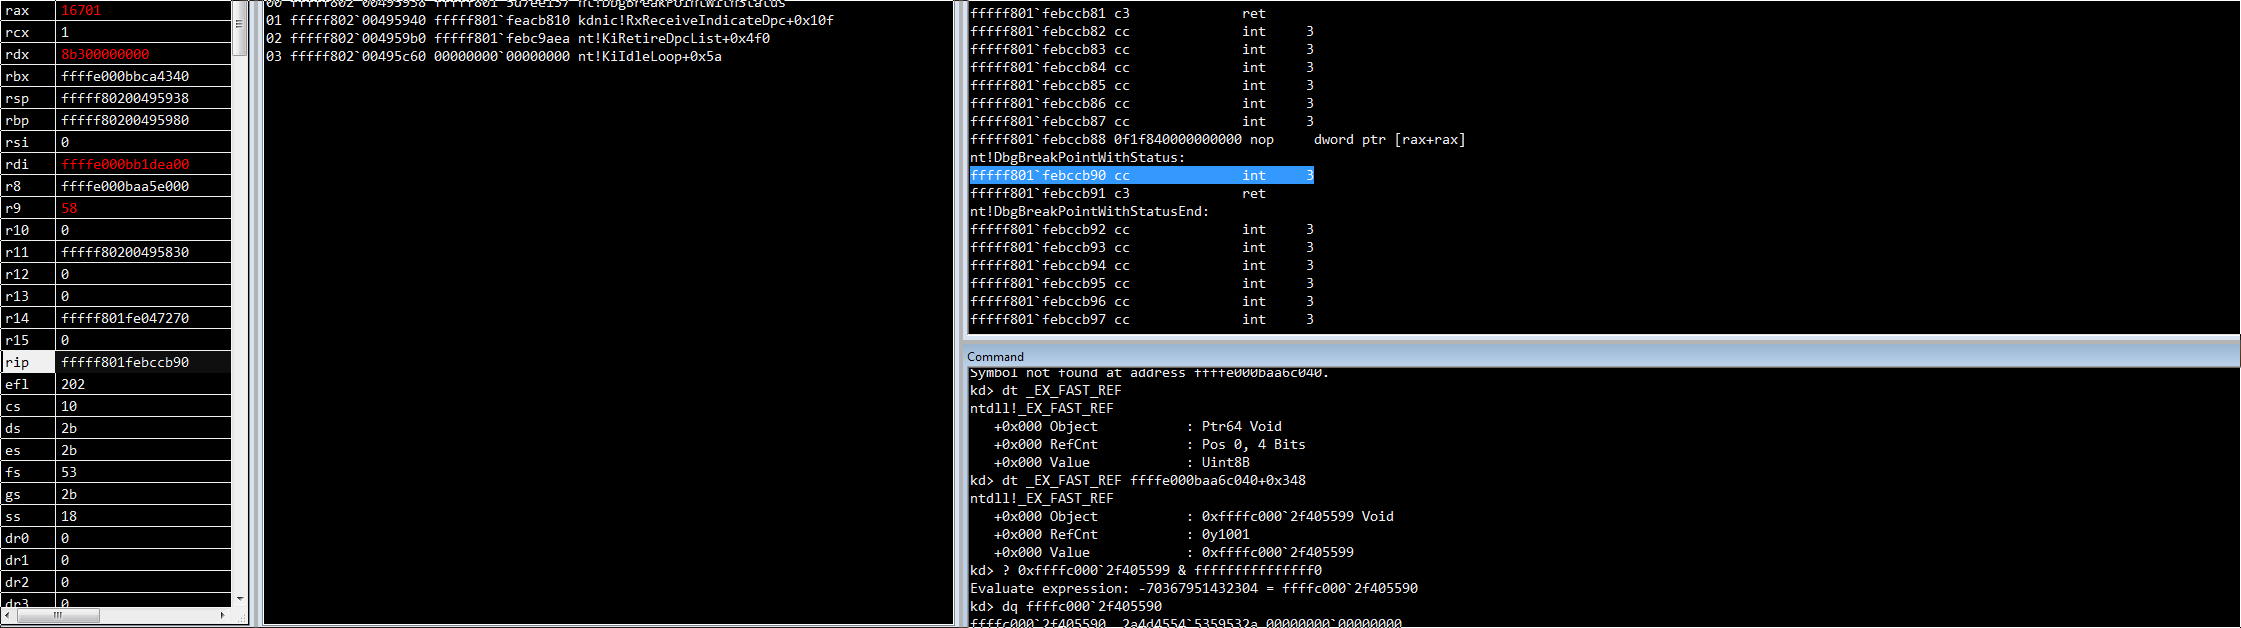 rax 16701
rcx 1
rdx 8b300000000
rbx ffffe000bbca4340
rsp fffff80200495938
rbp fffff80200495980
rsi 0
rdi ffffe000bb1dea00
r8 ffffe000baa5e000
r9 58
r10 0
r11 fffff80200495830
r12 0
r13 0
r14 fffff801fe047270
r15 0
rip fffff801febccb90
efl 202
cs 10
ds 2b
es 2b
fs 53
gs 2b
ss 18
dr0 0
dr1 0
dr2 0
dr3 0
00 fffff802`00495938 fffff801`5d7ee157 nt!DbgBreakPointWithStatus
01 fffff802`00495940 fffff801`feacb810 kdnic!RxReceiveIndicateDpc+0x10f
02 fffff802`004959b0 fffff801`febc9aea nt!KiRetireDpcList+0x4f0
03 fffff802`00495c60 00000000`00000000 nt!KiIdleLoop+0x5a
fffff801`febccb81 c3 ret
fffff801`febccb82 cc int 3
fffff801`febccb83 cc int 3
fffff801`febccb84 cc int 3
fffff801`febccb85 cc int 3
fffff801`febccb86 cc int 3
fffff801`febccb87 cc int 3
fffff801`febccb88 0f1f840000000000 nop dword ptr [rax+rax]
nt!DbgBreakPointWithStatus:
fffff801`febccb90 cc int 3
fffff801`febccb91 c3 ret
nt!DbgBreakPointWithStatusEnd:
fffff801`febccb92 cc int 3
fffff801`febccb93 cc int 3
fffff801`febccb94 cc int 3
fffff801`febccb95 cc int 3
fffff801`febccb96 cc int 3
fffff801`febccb97 cc int 3
Command
Symbol not found at address ffffe000baa6c040.
kd> dt _EX_FAST_REF
ntdll!_EX_FAST_REF
+0x000 Object : Ptr64 Void
+0x000 RefCnt : Pos 0, 4 Bits
+0x000 Value : Uint8B
kd> dt _EX_FAST_REF ffffe000baa6c040+0x348
ntdll!_EX_FAST_REF
+0x000 Object : 0xffffc000`2f405599 Void
+0x000 RefCnt : 0y1001
+0x000 Value : 0xffffc000`2f405599
kd> ? 0xffffc000`2f405599 & fffffffffffffff0
Evaluate expression: -70367951432304 = ffffc000`2f405590
kd> dq ffffc000`2f405590
ffffc000`2f405590 2a4d4554`5359532a 00000000`00000000